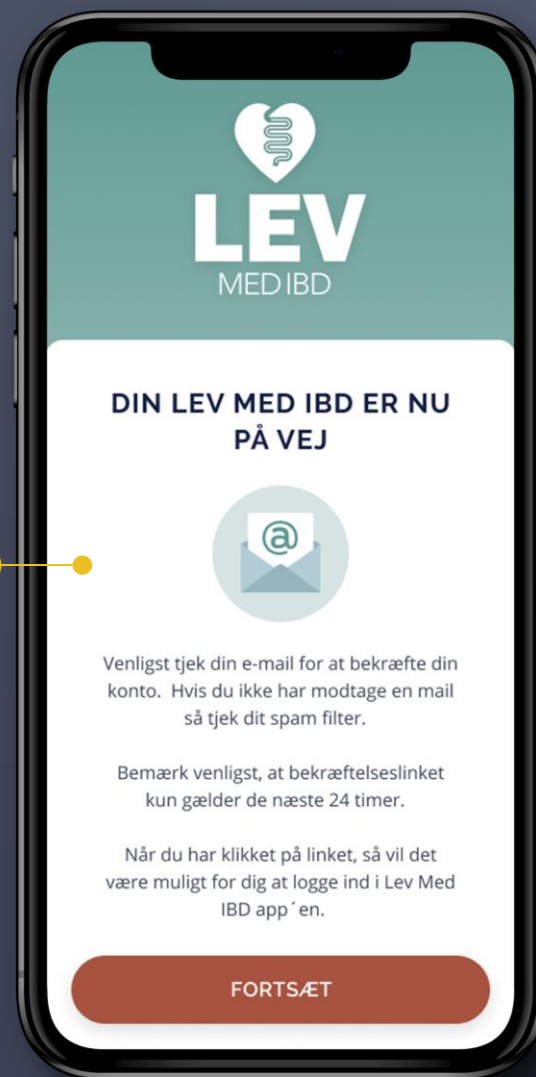 LEV
MED IBD
DIN LEV MED IBD ER NU
PÅ VEJ
@
Venligst tjek din e-mail for at bekræfte din
konto.  Hvis du ikke har modtage en mail
så tjek dit spam filter.
Bemærk venligst, at bekræftelseslinket
kun gælder de næste 24 timer.
Når du har klikket på linket, så vil det
være muligt for dig at logge ind i Lev Med
IBD app´en.
FORTSÆT